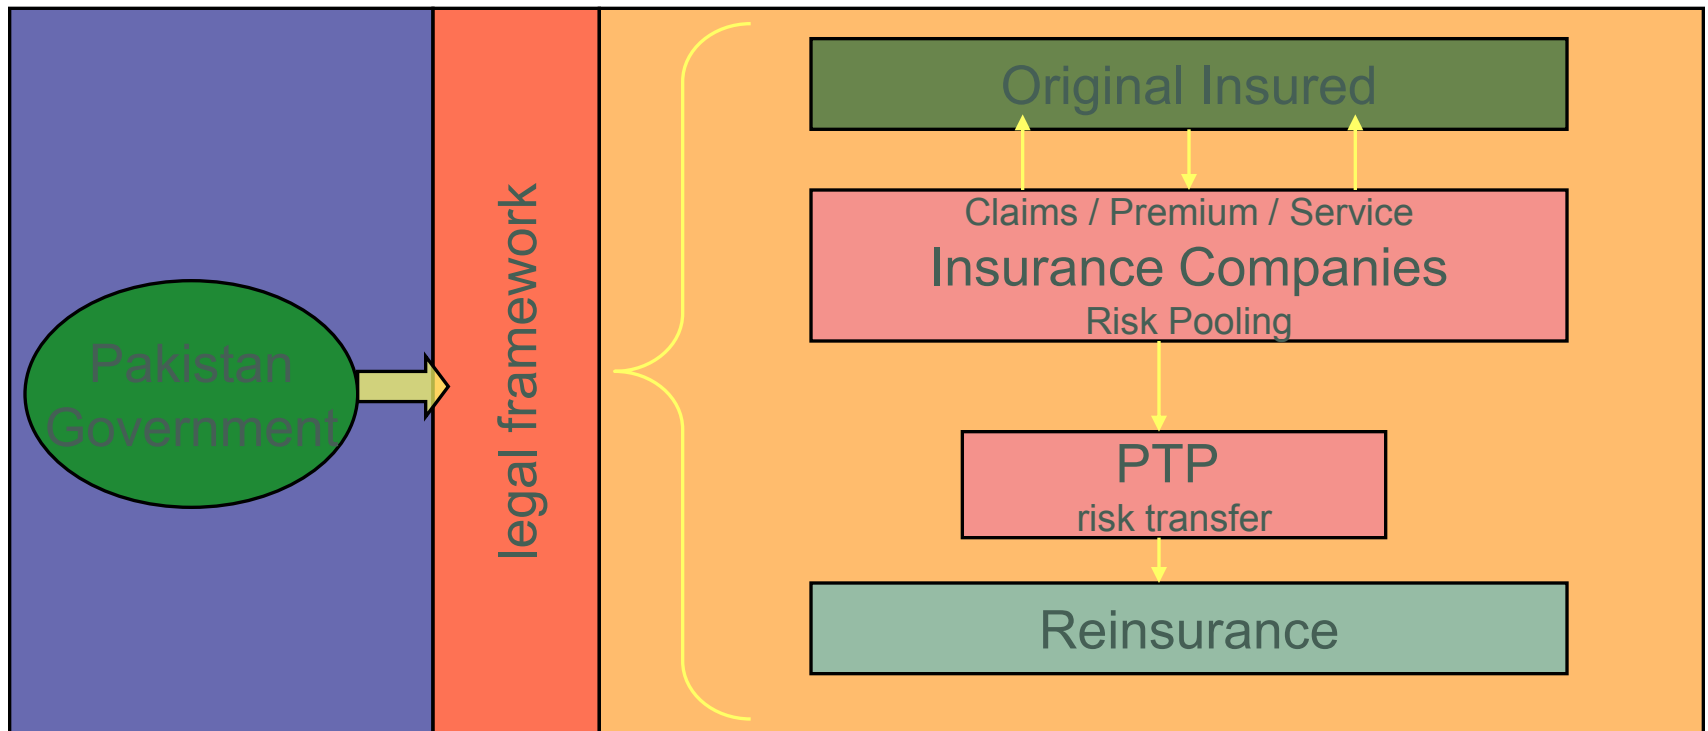 Pakistan
Government
legal framework
Original Insured
Claims / Premium / Service
Insurance Companies
Risk Pooling
PTP
risk transfer
Reinsurance